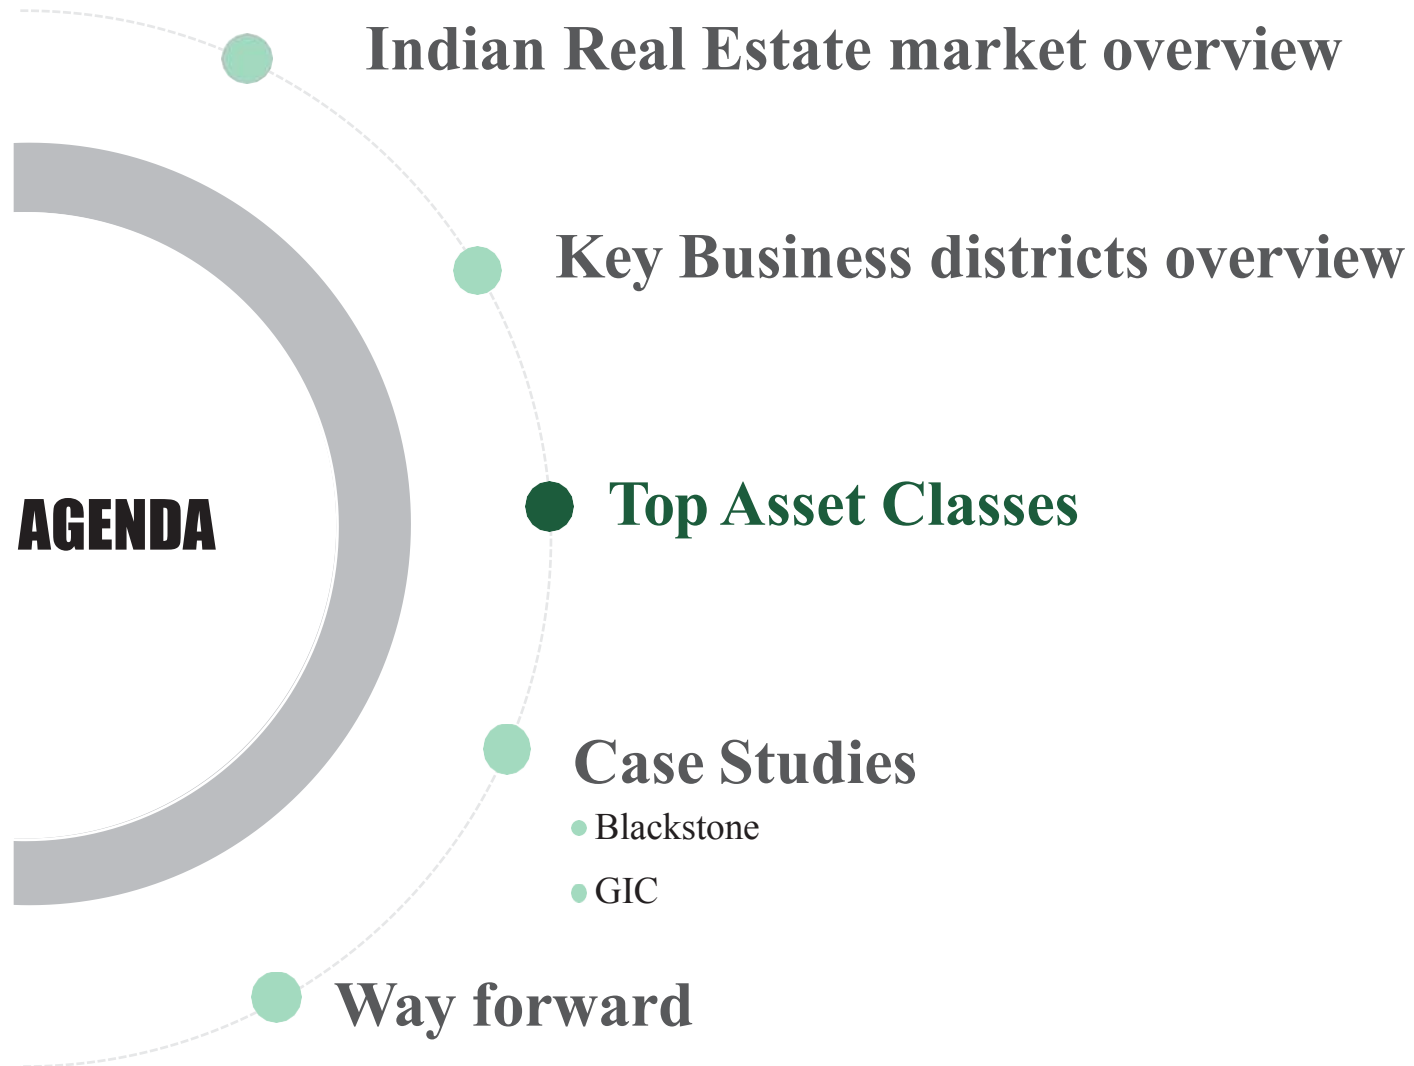 Indian Real Estate market overview
Key Business districts overview
AGENDA
Top Asset Classes
Case Studies
Blackstone
GIC
Way forward